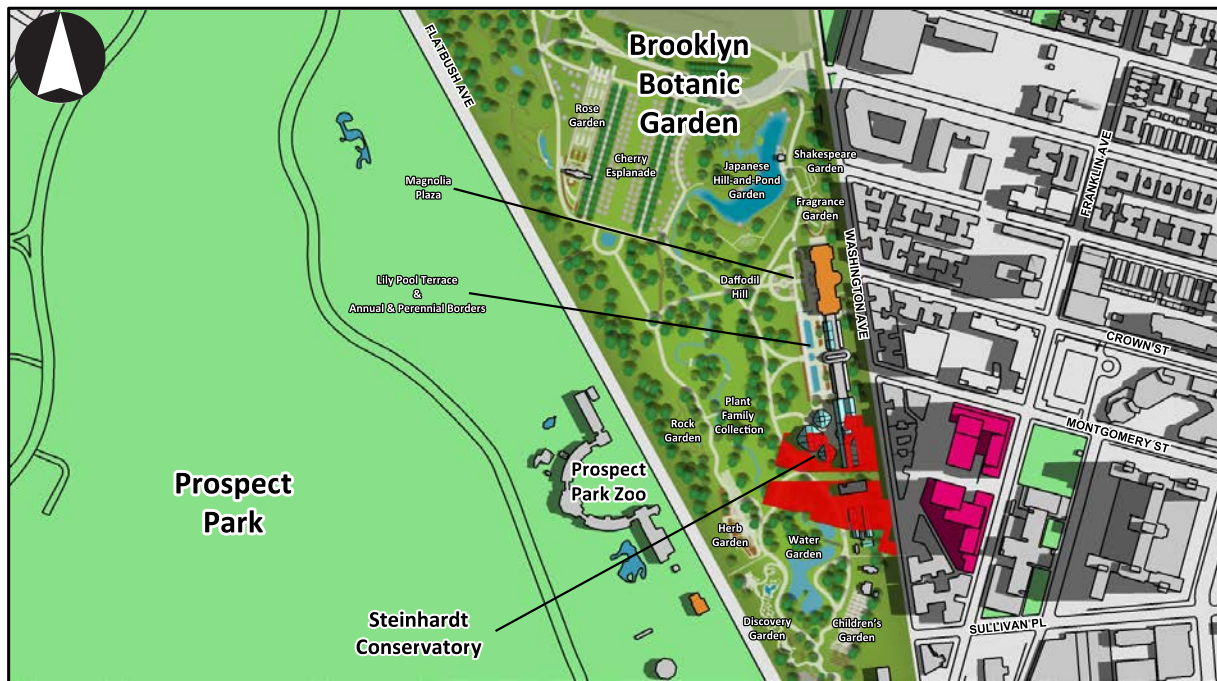 FLATBUSH AVE
Brooklyn
Botanic
Garden
Rose
Garden
Cherry
Esplanade
Japanese
Hill-and-Pond
Garden
Shakespeare
Garden
Fragrance
Garden
FRANKLIN AVE
Magnolia
Plaza
WASHINGTON AVE
Lily Pool Terrace
&
Annual & Perennial Borders
Daffodil
Hill
CROWN ST
Plant
Family
Collection
Rock
Garden
MONTGOMERY ST
Prospect
Park
Prospect
Park Zoo
Herb
Garden
Water
Garden
Steinhardt
Conservatory
Discovery
Garden
Children's
Garden
SULLIVAN PL